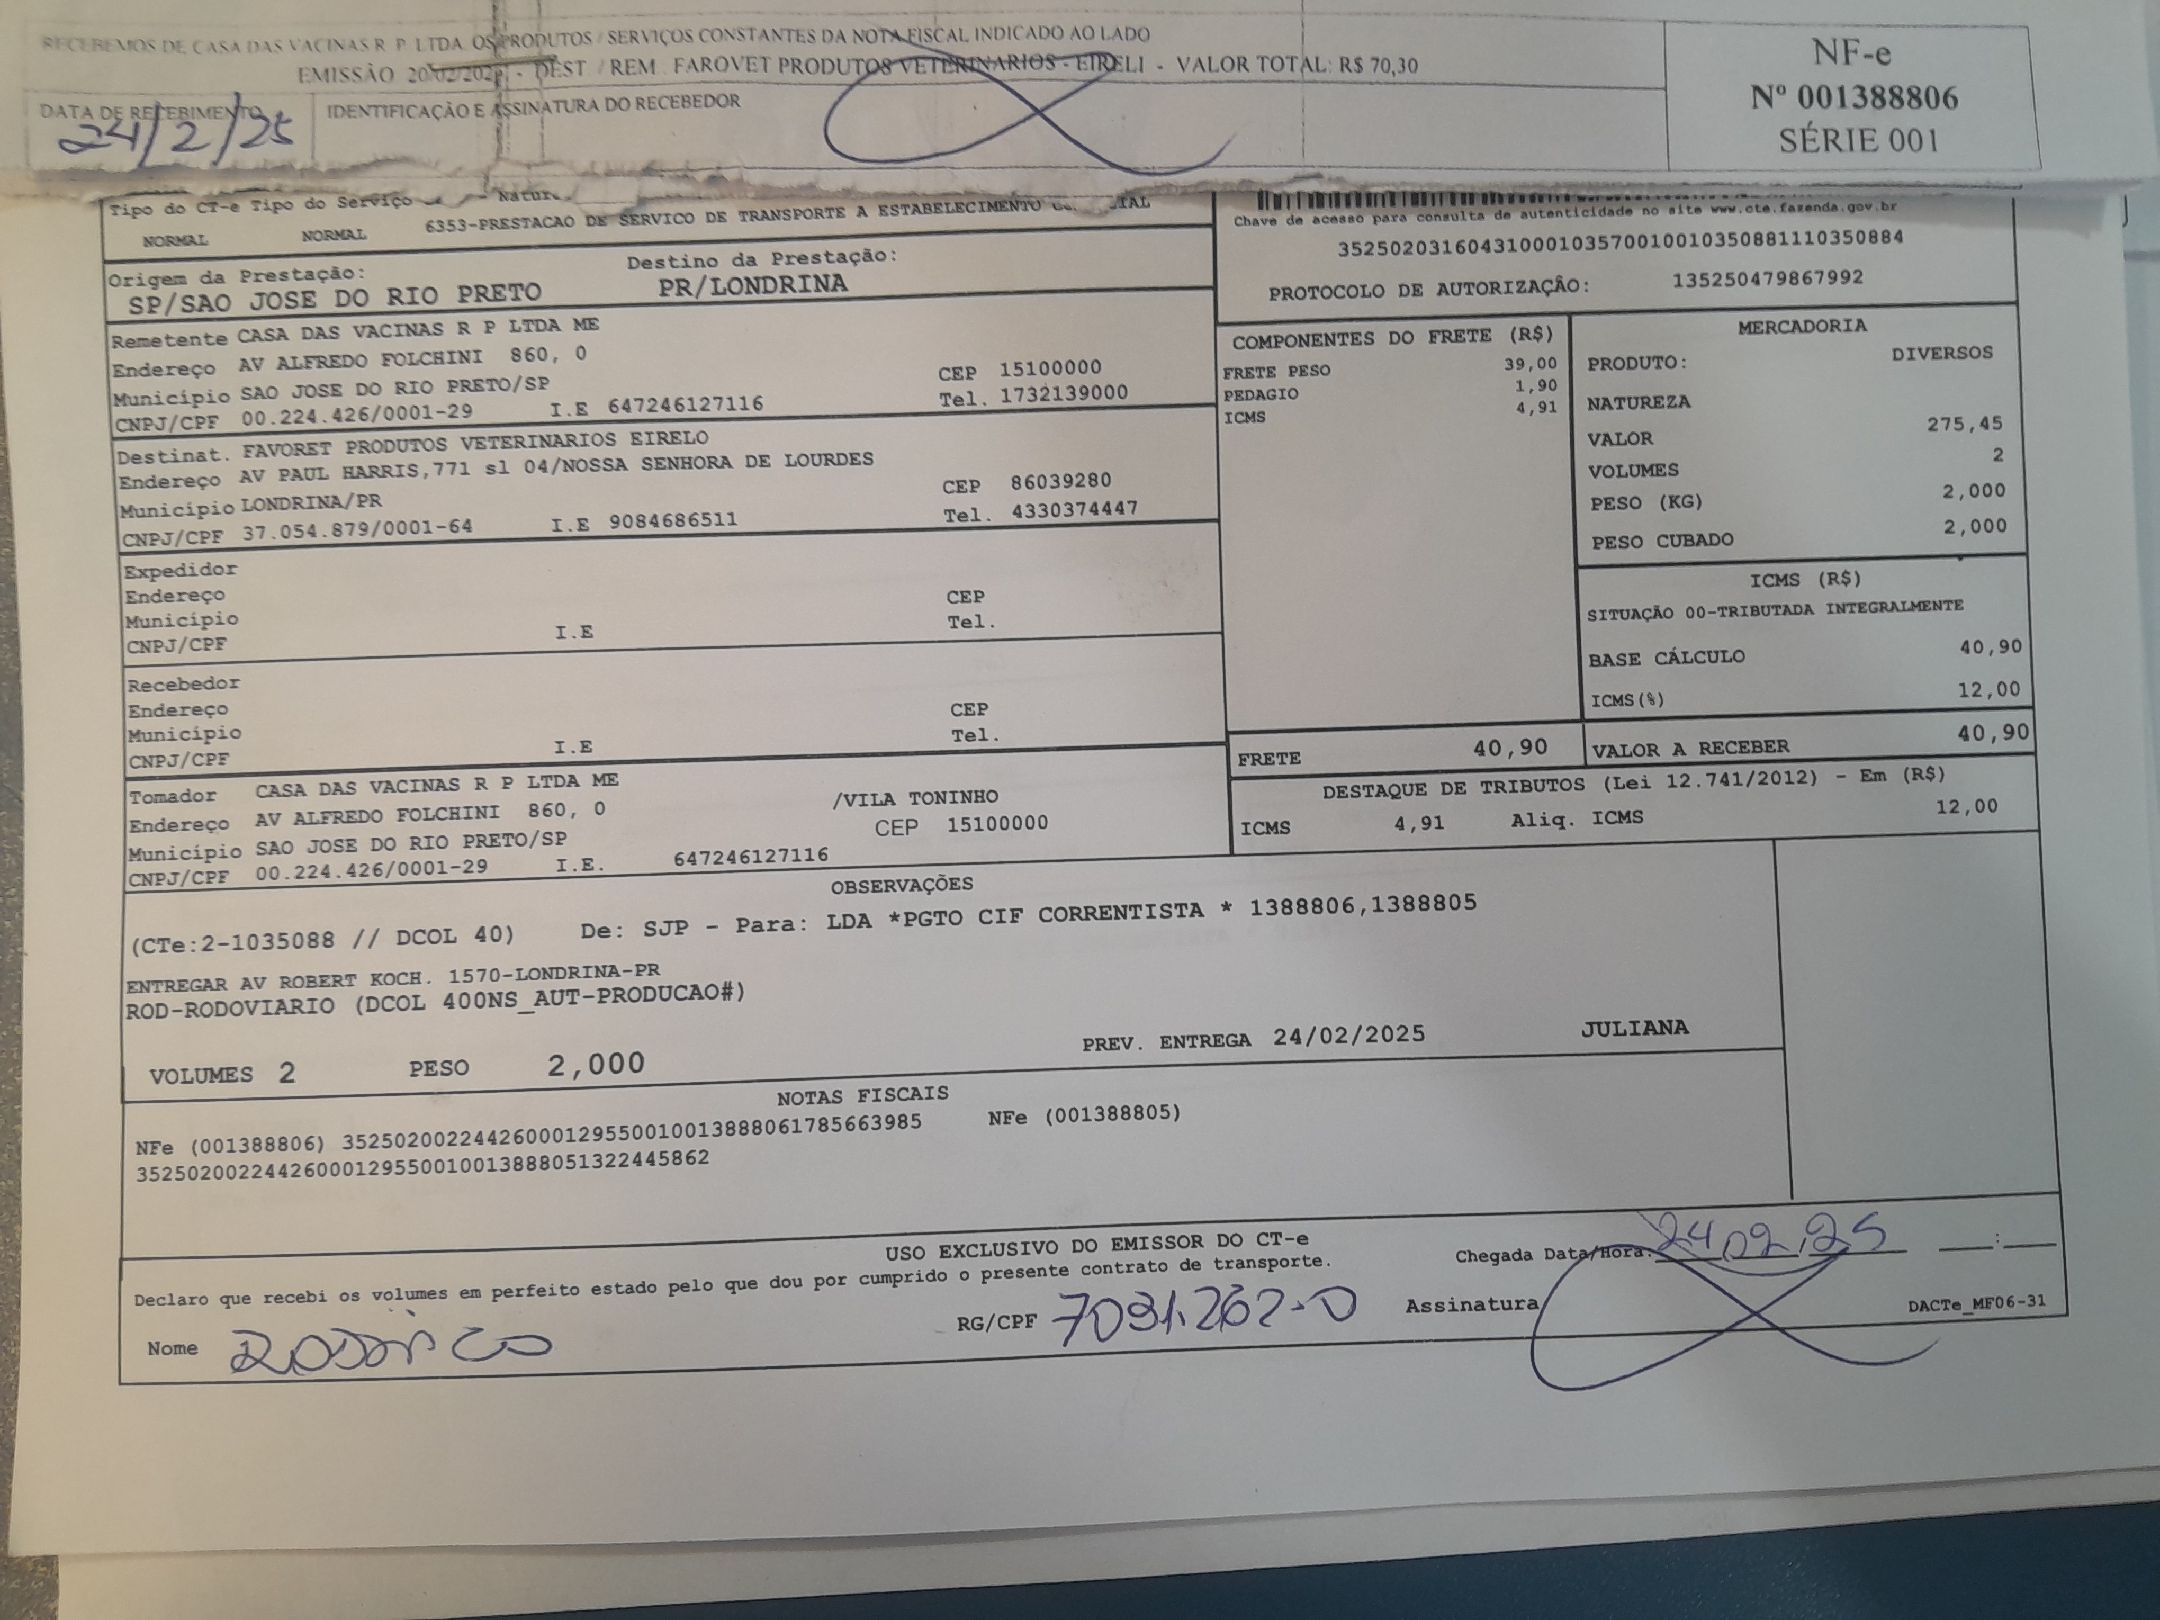 RECEBEMOS DE CASA DAS VACINAS R P LTDA OS PRODUTOS / SERVIÇOS CONSTANTES DA NOTA FISCAL INDICADO AO LADO
EMISSÃO 20/02/2025 - DEST / REM FAROVET PRODUTOS VETERINARIOS - EIRELI - VALOR TOTAL: R$ 70,30
NF-e
Nº 001388806
SÉRIE 001
DATA DE RECEBIMENTO
24/2/25
IDENTIFICAÇÃO E ASSINATURA DO RECEBEDOR
Tipo do CT-e Tipo do Serviço
NORMAL NORMAL 6353-PRESTACAO DE SERVICO DE TRANSPORTE A ESTABELECIMENTO
Chave de acesso para consulta de autenticidade no site www.cte.fazenda.gov.br
35250203160431000103570010010350881110350884
PROTOCOLO DE AUTORIZAÇÃO: 135250479867992
Origem da Prestação: Destino da Prestação:
SP/SAO JOSE DO RIO PRETO PR/LONDRINA
Remetente CASA DAS VACINAS R P LTDA ME
Endereço AV ALFREDO FOLCHINI 860, 0
Município SAO JOSE DO RIO PRETO/SP CEP 15100000
CNPJ/CPF 00.224.426/0001-29 I.E 647246127116 Tel. 1732139000
Destinat. FAVORET PRODUTOS VETERINARIOS EIRELO
Endereço AV PAUL HARRIS,771 sl 04/NOSSA SENHORA DE LOURDES
Município LONDRINA/PR CEP 86039280
CNPJ/CPF 37.054.879/0001-64 I.E 9084686511 Tel. 4330374447
Expedidor
Endereço CEP
Município Tel.
CNPJ/CPF I.E
Recebedor
Endereço CEP
Município Tel.
CNPJ/CPF I.E
Tomador CASA DAS VACINAS R P LTDA ME
Endereço AV ALFREDO FOLCHINI 860, 0 /VILA TONINHO
Município SAO JOSE DO RIO PRETO/SP CEP 15100000
CNPJ/CPF 00.224.426/0001-29 I.E. 647246127116
COMPONENTES DO FRETE (R$)
FRETE PESO 39,00
PEDAGIO 1,90
ICMS 4,91
MERCADORIA
PRODUTO: DIVERSOS
NATUREZA
VALOR 275,45
VOLUMES 2
PESO (KG) 2,000
PESO CUBADO 2,000
ICMS (R$)
SITUAÇÃO 00-TRIBUTADA INTEGRALMENTE
BASE CÁLCULO 40,90
ICMS(%) 12,00
FRETE 40,90 VALOR A RECEBER 40,90
DESTAQUE DE TRIBUTOS (Lei 12.741/2012) - Em (R$)
ICMS 4,91 Aliq. ICMS 12,00
OBSERVAÇÕES
(CTe:2-1035088 // DCOL 40) De: SJP - Para: LDA *PGTO CIF CORRENTISTA * 1388806,1388805
ENTREGAR AV ROBERT KOCH. 1570-LONDRINA-PR
ROD-RODOVIARIO (DCOL 400NS_AUT-PRODUCAO#)
PREV. ENTREGA 24/02/2025 JULIANA
VOLUMES 2 PESO 2,000
NOTAS FISCAIS
NFe (001388806) 35250200224426000129550010013888061785663985 NFe (001388805)
35250200224426000129550010013888051322445862
USO EXCLUSIVO DO EMISSOR DO CT-e
Declaro que recebi os volumes em perfeito estado pelo que dou por cumprido o presente contrato de transporte.
Chegada Data/Hora: 24,02,25 __:__
Nome Rodrigo RG/CPF 7031.262-0 Assinatura
DACTe_MF06-31